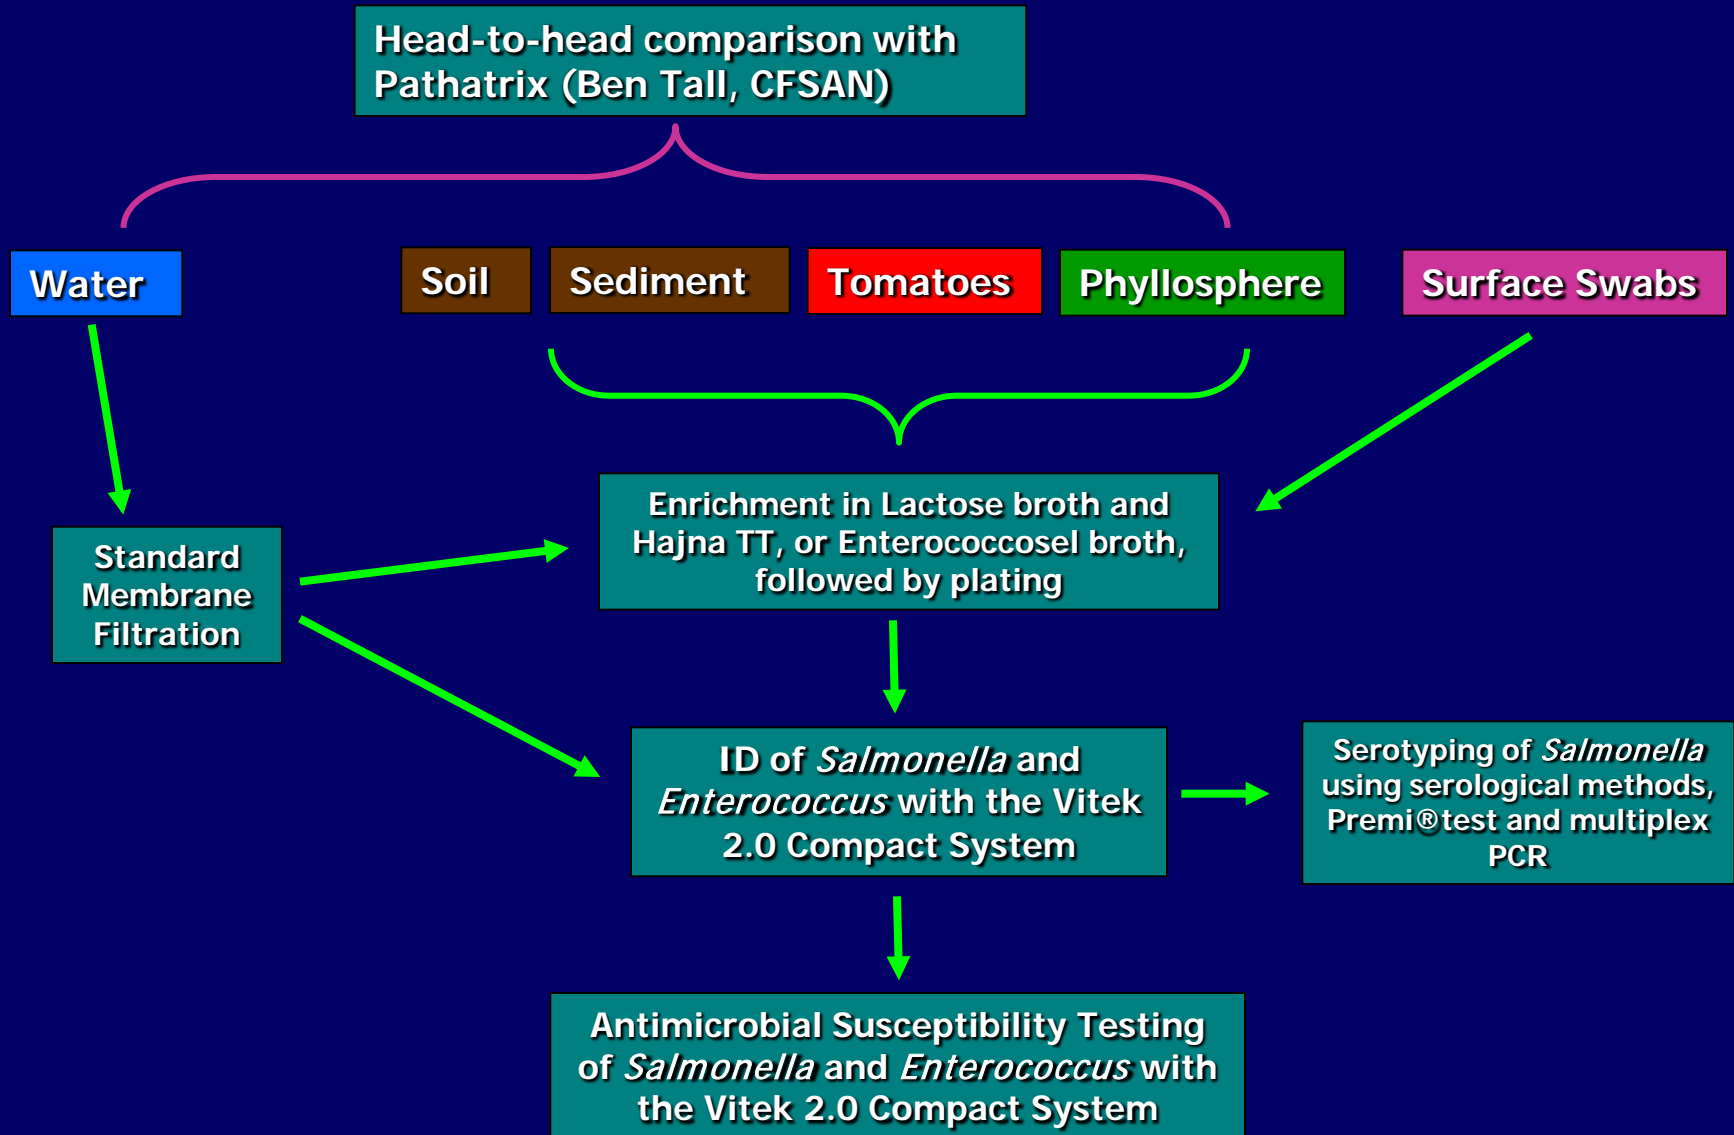 Head-to-head comparison with
Pathatrix (Ben Tall, CFSAN)
Water
Soil
Sediment
Tomatoes
Phyllosphere
Surface Swabs
Standard
Membrane
Filtration
Enrichment in Lactose broth and
Hajna TT, or Enterococcosel broth,
followed by plating
ID of Salmonella and
Enterococcus with the Vitek
2.0 Compact System
Serotyping of Salmonella
using serological methods,
Premi®test and multiplex
PCR
Antimicrobial Susceptibility Testing
of Salmonella and Enterococcus with
the Vitek 2.0 Compact System